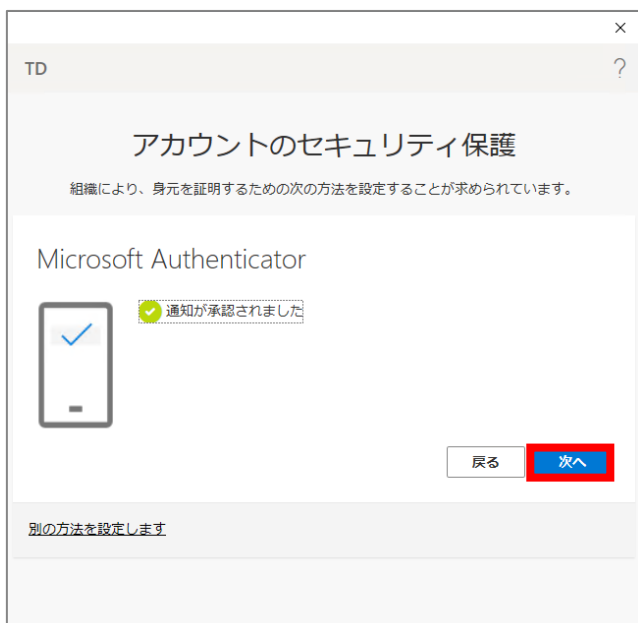 TD
?
アカウントのセキュリティ保護
組織により、身元を証明するための次の方法を設定することが求められています。
Microsoft Authenticator
通知が承認されました
戻る 次へ
別の方法を設定します